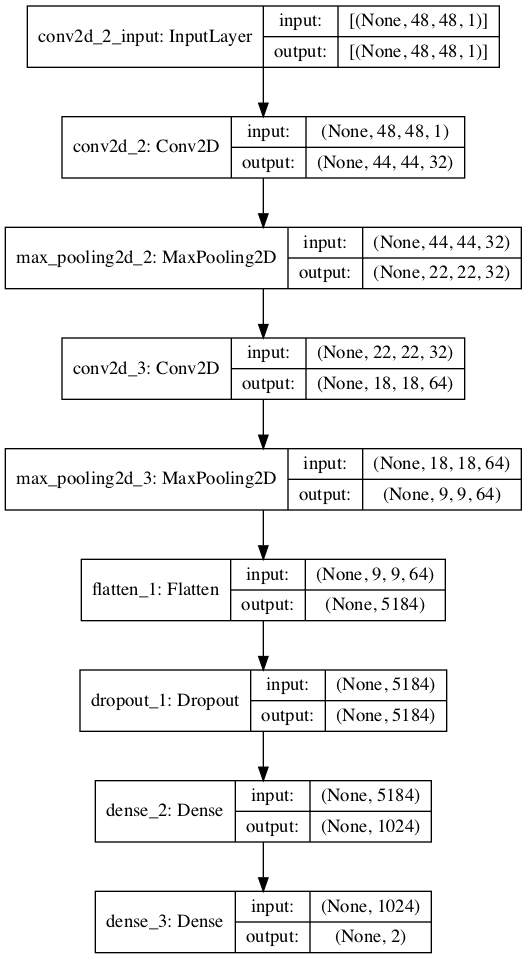 conv2d_2_input: InputLayer
input:
[(None, 48, 48, 1)]
output:
[(None, 48, 48, 1)]
conv2d_2: Conv2D
input:
(None, 48, 48, 1)
output:
(None, 44, 44, 32)
max_pooling2d_2: MaxPooling2D
input:
(None, 44, 44, 32)
output:
(None, 22, 22, 32)
conv2d_3: Conv2D
input:
(None, 22, 22, 32)
output:
(None, 18, 18, 64)
max_pooling2d_3: MaxPooling2D
input:
(None, 18, 18, 64)
output:
(None, 9, 9, 64)
flatten_1: Flatten
input:
(None, 9, 9, 64)
output:
(None, 5184)
dropout_1: Dropout
input:
(None, 5184)
output:
(None, 5184)
dense_2: Dense
input:
(None, 5184)
output:
(None, 1024)
dense_3: Dense
input:
(None, 1024)
output:
(None, 2)